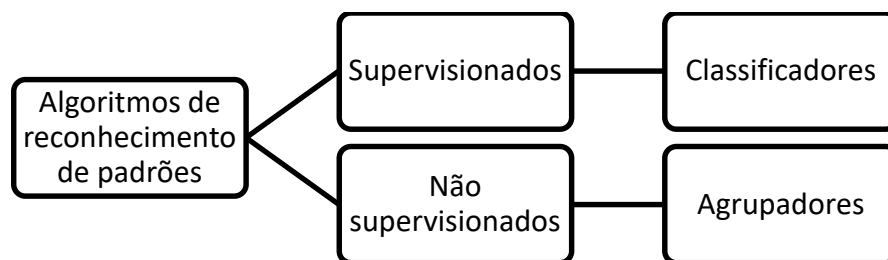 Algoritmos de
reconhecimento
de padrões
Supervisionados
Classificadores
Não
supervisionados
Agrupadores